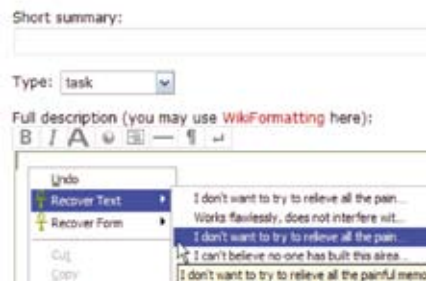 Short summary:
Type: task
Full description (you may use WikiFormatting here):
B I A
Undo
Recover Text
Recover Form
Cut
Copy
I don't want to try to relieve all the pain...
Works flawlessly, does not interfere wit...
I don't want to try to relieve all the pain...
I can't believe no-one has built this alrea...
I don't want to try to relieve all the painful memo